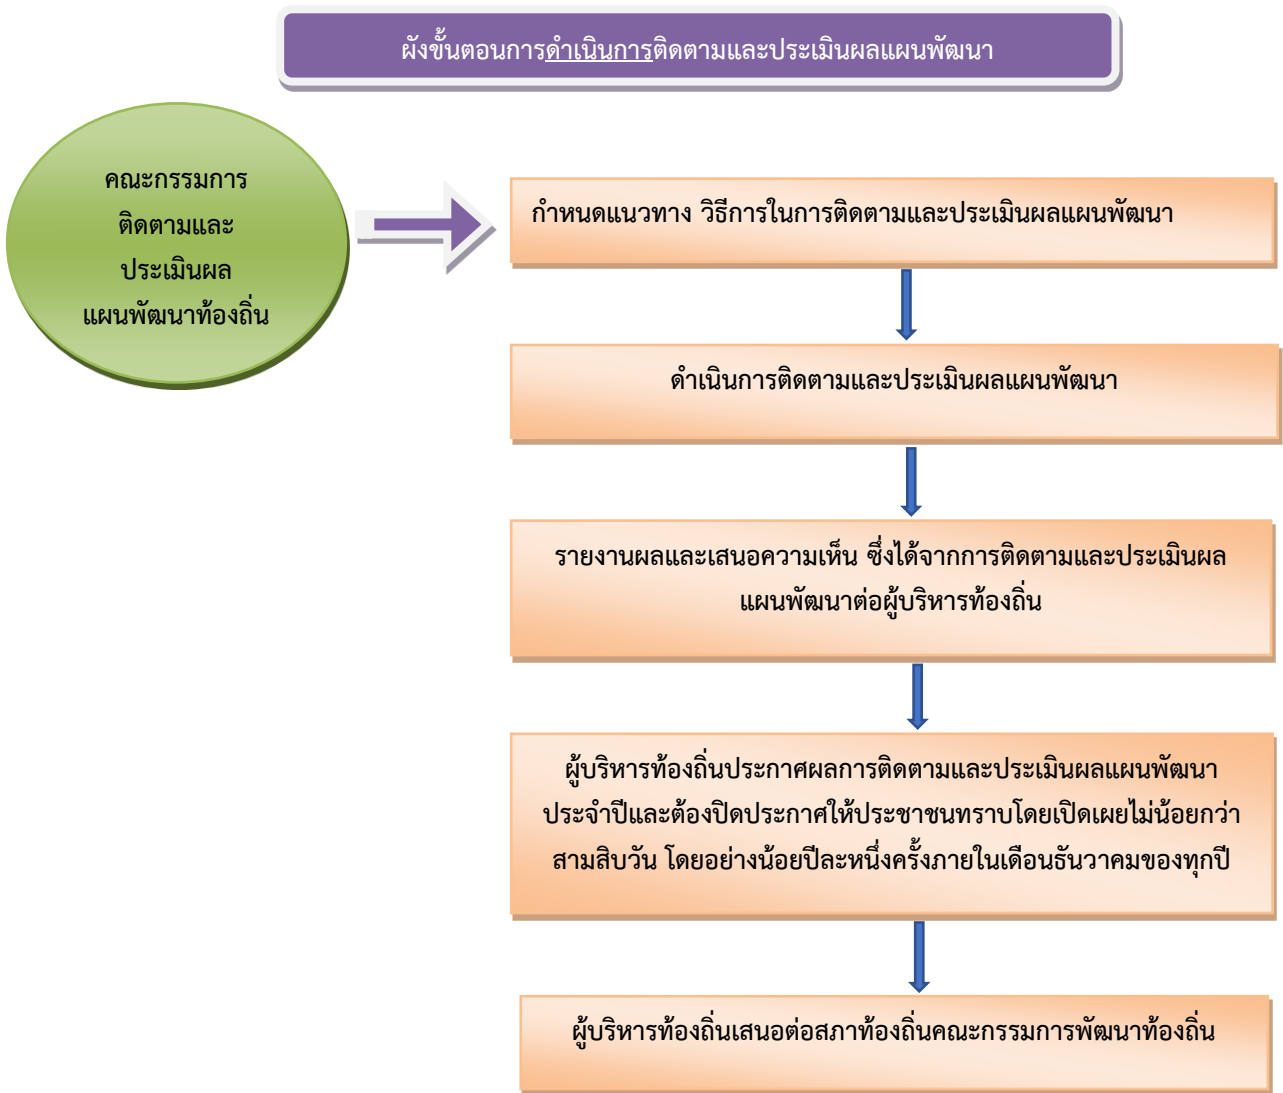 ผังขั้นตอนการดำเนินการติดตามและประเมินผลแผนพัฒนา
คณะกรรมการ
ติดตามและ
ประเมินผล
แผนพัฒนาท้องถิ่น
กำหนดแนวทาง วิธีการในการติดตามและประเมินผลแผนพัฒนา
ดำเนินการติดตามและประเมินผลแผนพัฒนา
รายงานผลและเสนอความเห็น ซึ่งได้จากการติดตามและประเมินผล
แผนพัฒนาต่อผู้บริหารท้องถิ่น
ผู้บริหารท้องถิ่นประกาศผลการติดตามและประเมินผลแผนพัฒนา
ประจำปีและต้องปิดประกาศให้ประชาชนทราบโดยเปิดเผยไม่น้อยกว่า
สามสิบวัน โดยอย่างน้อยปีละหนึ่งครั้งภายในเดือนธันวาคมของทุกปี
ผู้บริหารท้องถิ่นเสนอต่อสภาท้องถิ่นคณะกรรมการพัฒนาท้องถิ่น